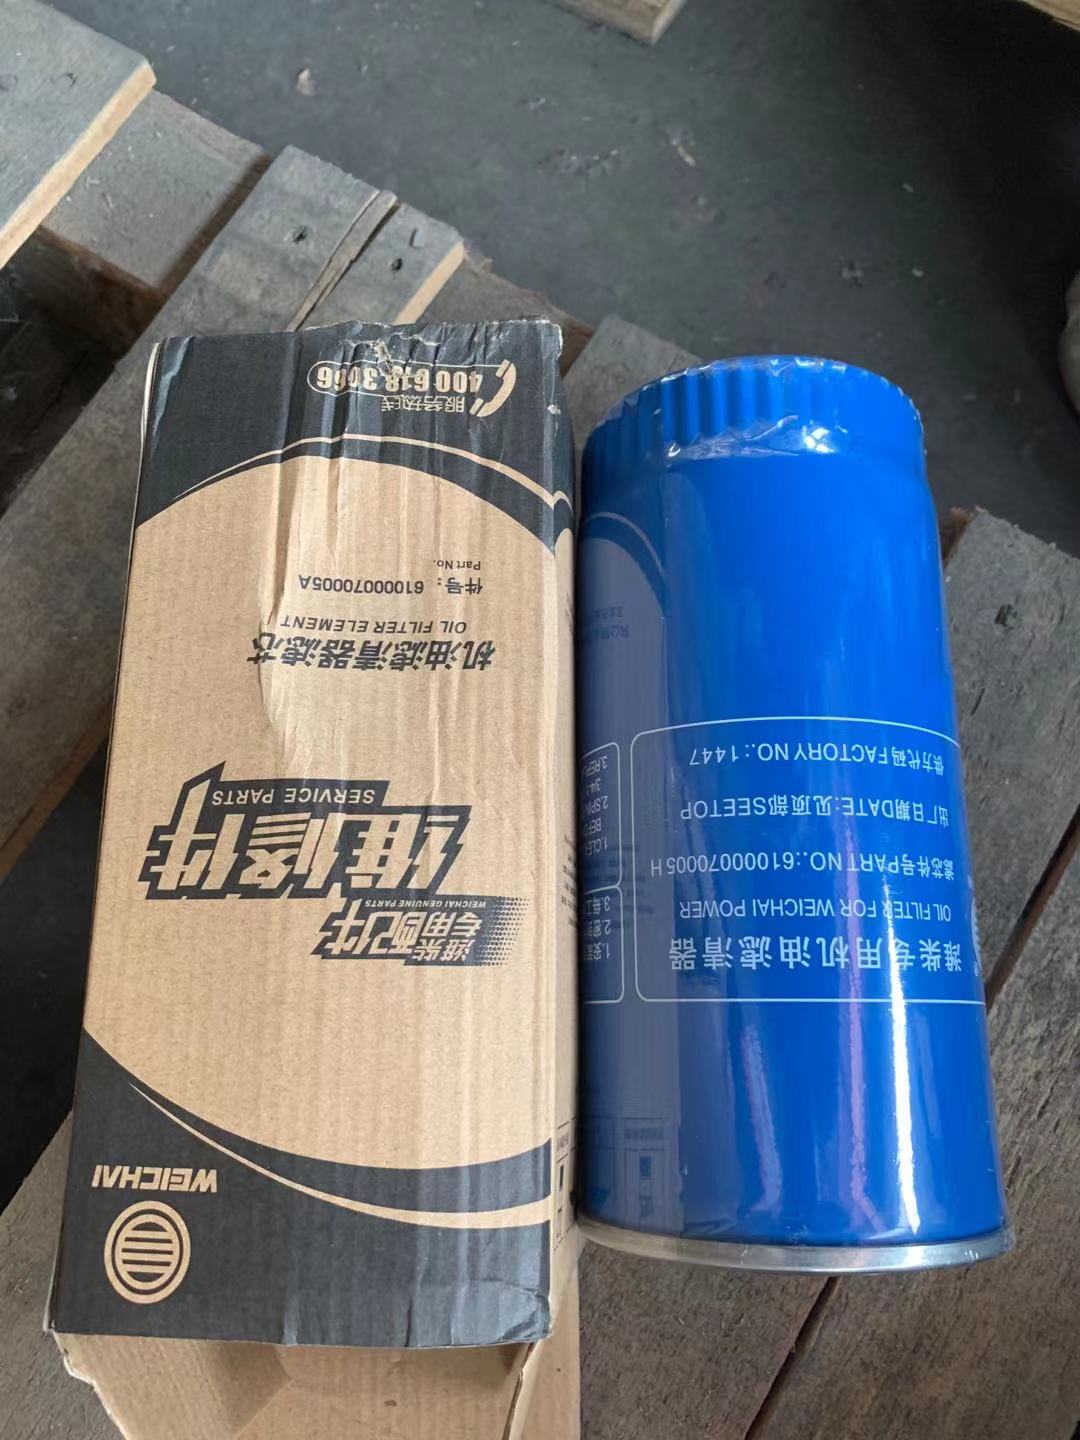 WEICHAI
潍柴
专用配件
WEICHAI GENUINE PARTS
维信件
SERVICE PARTS
机油滤清器滤芯
OIL FILTER ELEMENT
件号：610000070005A
Part No.
服务热线
400 618 3066
潍柴专用机油滤清器
OIL FILTER FOR WEICHAI POWER
滤芯件号PART NO.:610000070005H
出厂日期DATE:见顶部SEETOP
供方代码FACTORY NO.:1447